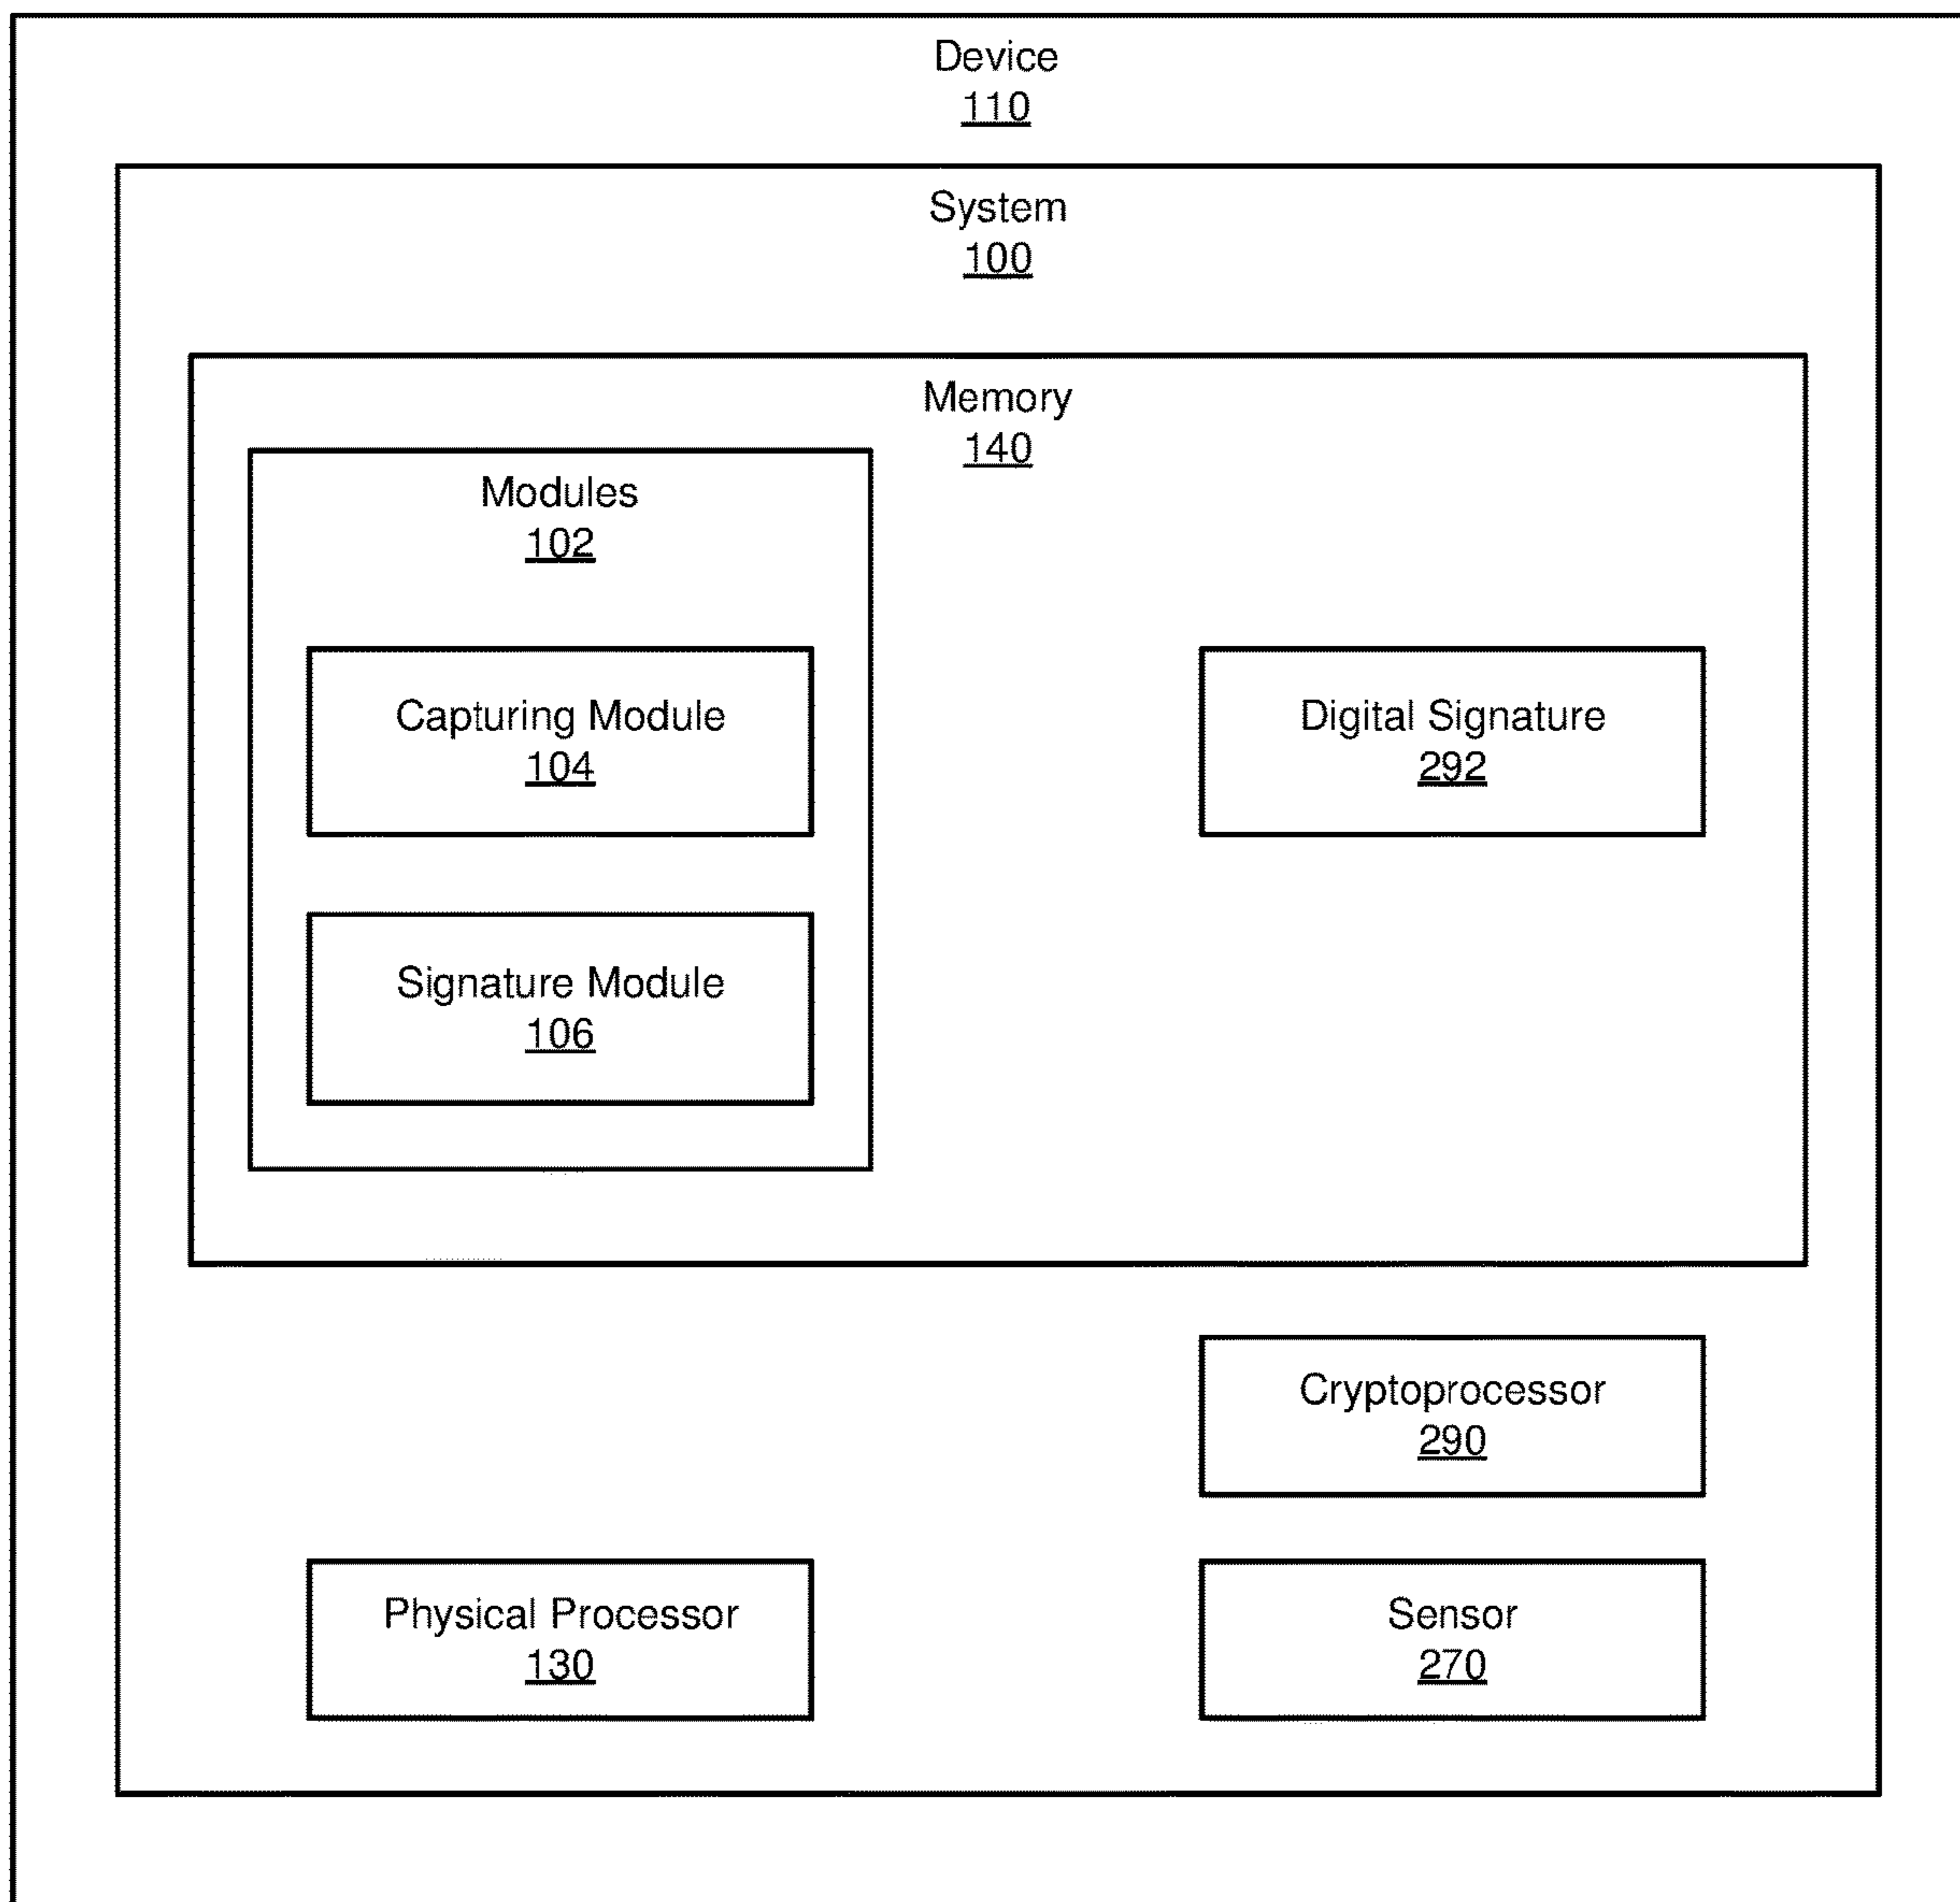 Device
110
System
100
Memory
140
Modules
102
Capturing Module
104
Signature Module
106
Digital Signature
292
Cryptoprocessor
290
Physical Processor
130
Sensor
270